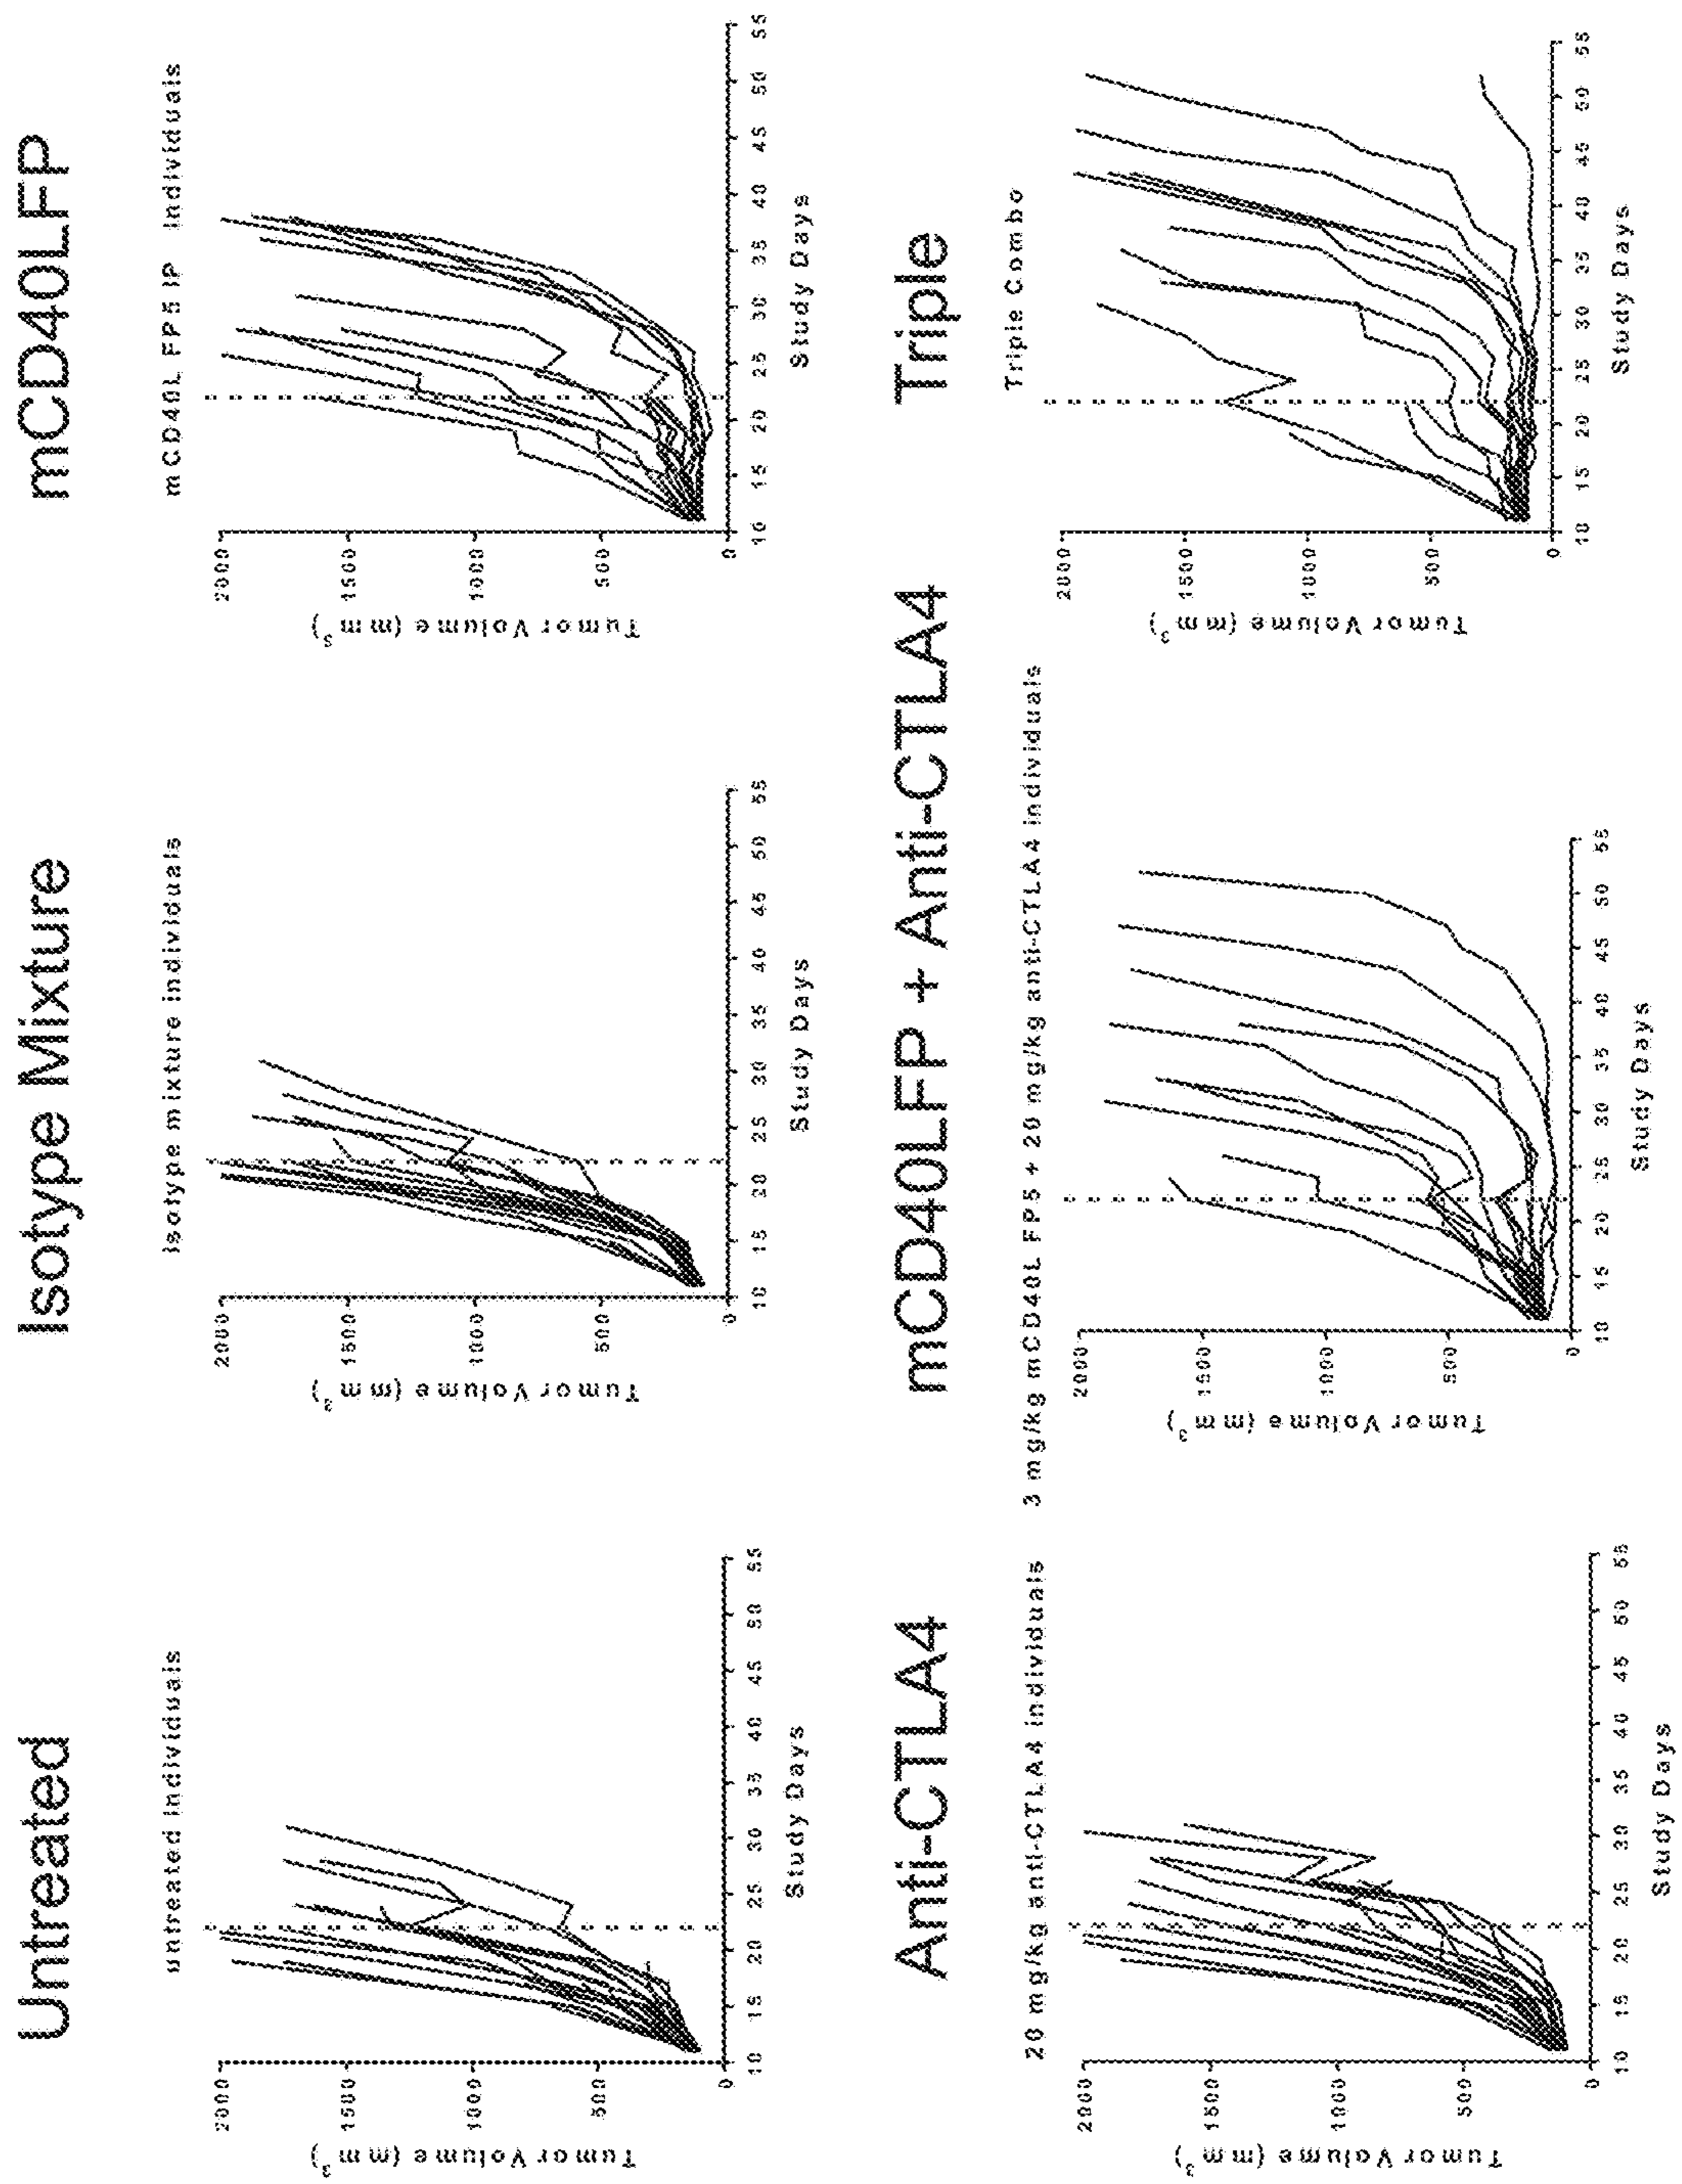 Untreated
untreated individuals
Tumor Volume (mm3)
2000
1500
1000
500
0
10 15 20 25 30 35 40 45 50 55
Study Days
Isotype Mixture
Isotype mixture individuals
Tumor Volume (mm3)
2000
1500
1000
500
0
10 15 20 25 30 35 40 45 50 55
Study Days
mCD40LFP
mCD40L FP5 IP Individuals
Tumor Volume (mm3)
2000
1500
1000
500
0
10 15 20 25 30 35 40 45 50 55
Study Days
Anti-CTLA4
20 mg/kg anti-CTLA4 individuals
Tumor Volume (mm3)
2000
1500
1000
500
0
10 15 20 25 30 35 40 45 50 55
Study Days
mCD40LFP + Anti-CTLA4
3 mg/kg mCD40L FP5 + 20 mg/kg anti-CTLA4 individuals
Tumor Volume (mm3)
2000
1500
1000
500
0
10 15 20 25 30 35 40 45 50 55
Study Days
Triple
Triple Combo
Tumor Volume (mm3)
2000
1500
1000
500
0
10 15 20 25 30 35 40 45 50 55
Study Days